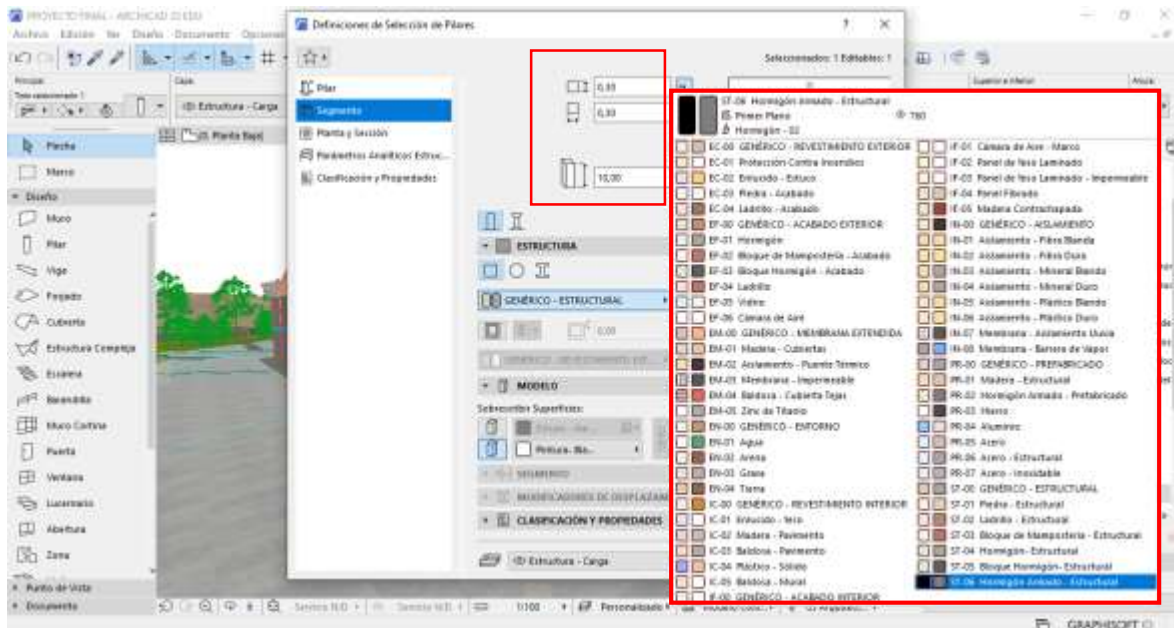 PROYECTO FINAL - ARCHICAD 23 EDU
Archivo Edición Ver Diseño Documento Opciones
Principal:
Capa:
Estructura - Carga
Flecha
Marco
Diseño
Muro
Pilar
Viga
Forjado
Cubierta
Estructura Compleja
Escalera
Barandilla
Muro Cortina
Puerta
Ventana
Lucernario
Abertura
Zona
Punto de Vista
Documento
Definiciones de Selección de Pilares
? ×
Seleccionados: 1 Editables: 1
Pilar
Segmento
Planta y Sección
Parámetros Analíticos Estruc...
Clasificación y Propiedades
10,00
ESTRUCTURA
GENÉRICO - ESTRUCTURAL
0,00
MODELO
Sobrescribir Superficies:
Pintura - Bla...
SEGMENTO
CLASIFICACIÓN Y PROPIEDADES
Estructura - Carga
ST-06 Hormigón Armado - Estructural
Primer Plano
780
Hormigón - 02
EC-00 GENÉRICO - REVESTIMIENTO EXTERIOR
EC-01 Protección Contra Incendios
EC-02 Enlucido - Estuco
EC-03 Piedra - Acabado
EC-04 Ladrillo - Acabado
EF-00 GENÉRICO - ACABADO EXTERIOR
EF-01 Hormigón
EF-02 Bloque de Mampostería - Acabado
EF-03 Bloque Hormigón - Acabado
EF-04 Ladrillo
EF-05 Vidrio
EF-06 Cámara de Aire
EM-00 GENÉRICO - MEMBRANA EXTENDIDA
EM-01 Madera - Cubiertas
EM-02 Aislamiento - Puente Térmico
EM-03 Membrana - Impermeable
EM-04 Baldosa - Cubierta Tejas
EM-05 Zinc de Titanio
EN-00 GENÉRICO - ENTORNO
EN-01 Agua
EN-02 Arena
EN-03 Grava
EN-04 Tierra
IC-00 GENÉRICO - REVESTIMIENTO INTERIOR
IC-01 Enlucido - Yeso
IC-02 Madera - Pavimento
IC-03 Baldosa - Pavimento
IC-04 Plástico - Sólido
IC-05 Baldosa - Mural
IF-00 GENÉRICO - ACABADO INTERIOR
IF-01 Cámara de Aire - Marco
IF-02 Panel de Yeso Laminado
IF-03 Panel de Yeso Laminado - Impermeable
IF-04 Panel Fibrado
IF-05 Madera Contrachapada
IN-00 GENÉRICO - AISLAMIENTO
IN-01 Aislamiento - Fibra Blanda
IN-02 Aislamiento - Fibra Dura
IN-03 Aislamiento - Mineral Blando
IN-04 Aislamiento - Mineral Duro
IN-05 Aislamiento - Plástico Blando
IN-06 Aislamiento - Plástico Duro
IN-07 Membrana - Aislamiento Lluvia
IN-08 Membrana - Barrera de Vapor
PR-00 GENÉRICO - PREFABRICADO
PR-01 Madera - Estructural
PR-02 Hormigón Armado - Prefabricado
PR-03 Hierro
PR-04 Aluminio
PR-05 Acero
PR-06 Acero - Estructural
PR-07 Acero - Inoxidable
ST-00 GENÉRICO - ESTRUCTURAL
ST-01 Piedra - Estructural
ST-02 Ladrillo - Estructural
ST-03 Bloque de Mampostería - Estructural
ST-04 Hormigón - Estructural
ST-05 Bloque Hormigón - Estructural
ST-06 Hormigón Armado - Estructural
1:100
Personalizado
GRAPHISOFT